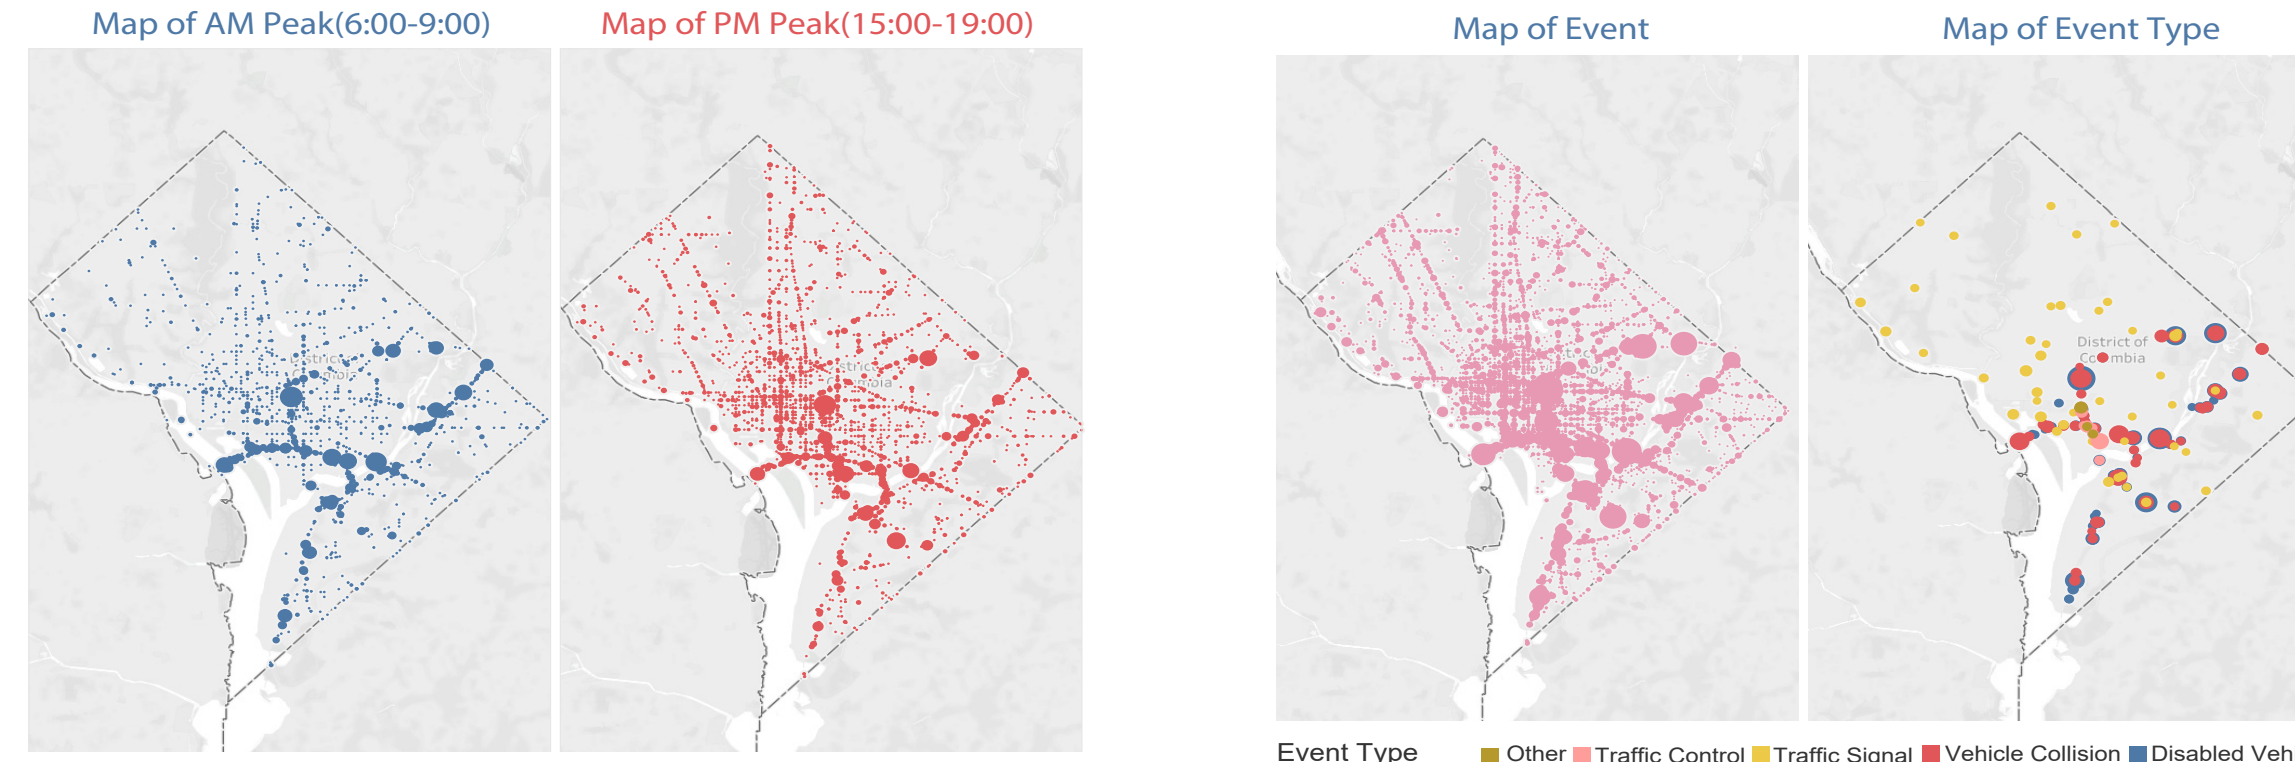 Map of AM Peak(6:00-9:00)
Map of PM Peak(15:00-19:00)
Map of Event
Map of Event Type
District of
Event Type
Other
Traffic Control
Traffic Signal
Vehicle Collision
Disabled Veh